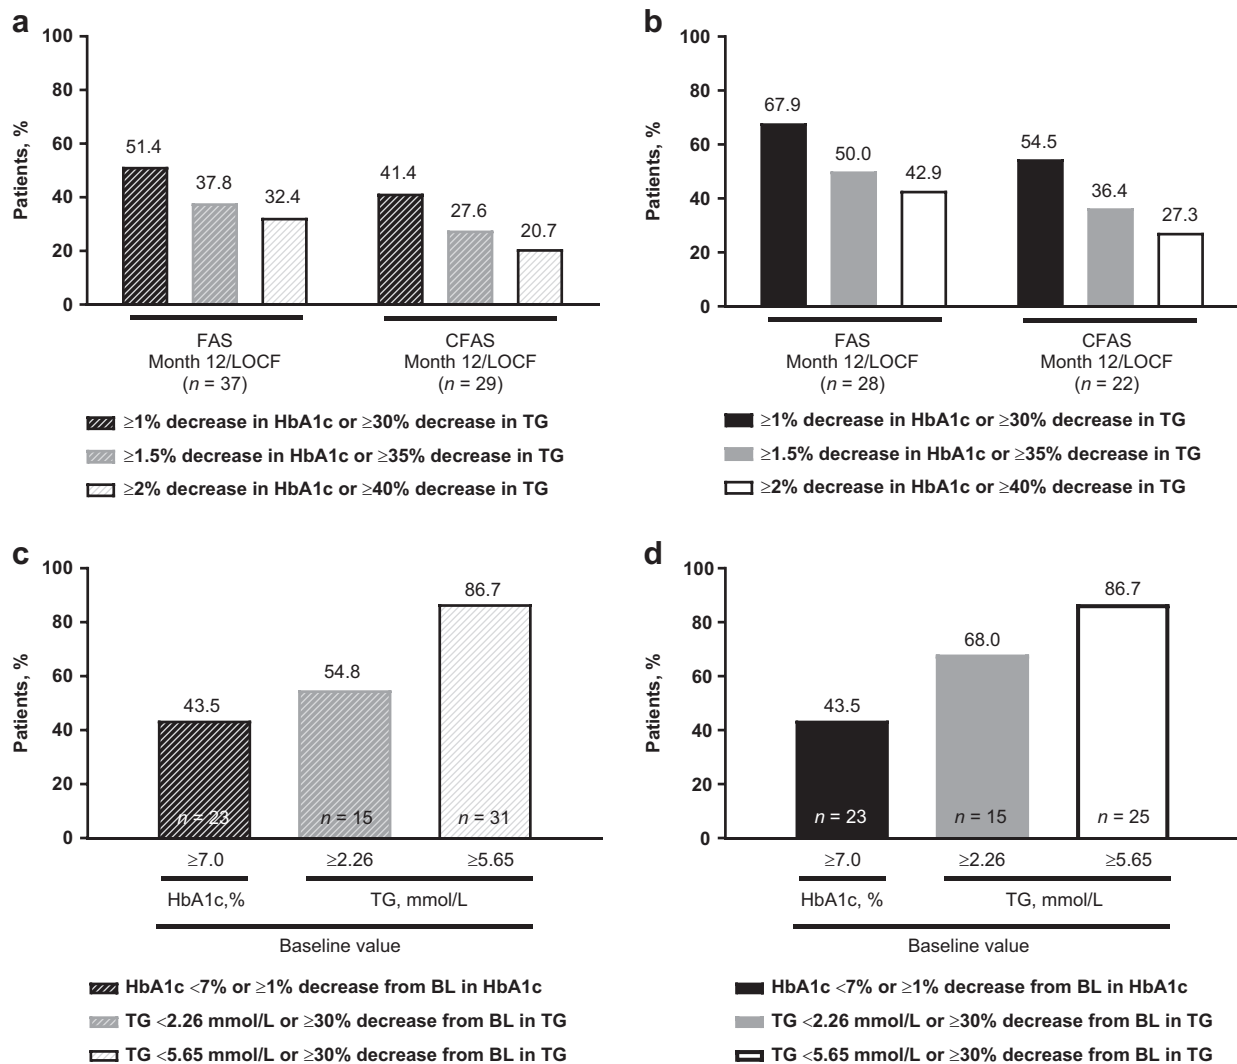 a
100
80
60
40
20
0
Patients, %
51.4
37.8
32.4
41.4
27.6
20.7
FAS
Month 12/LOCF
(n = 37)
CFAS
Month 12/LOCF
(n = 29)
≥1% decrease in HbA1c or ≥30% decrease in TG
≥1.5% decrease in HbA1c or ≥35% decrease in TG
≥2% decrease in HbA1c or ≥40% decrease in TG
b
100
80
60
40
20
0
Patients, %
67.9
50.0
42.9
54.5
36.4
27.3
FAS
Month 12/LOCF
(n = 28)
CFAS
Month 12/LOCF
(n = 22)
≥1% decrease in HbA1c or ≥30% decrease in TG
≥1.5% decrease in HbA1c or ≥35% decrease in TG
≥2% decrease in HbA1c or ≥40% decrease in TG
c
100
80
60
40
20
0
Patients, %
43.5
54.8
86.7
n = 23
n = 15
n = 31
≥7.0
≥2.26
≥5.65
HbA1c,%
TG, mmol/L
Baseline value
HbA1c <7% or ≥1% decrease from BL in HbA1c
TG <2.26 mmol/L or ≥30% decrease from BL in TG
TG <5.65 mmol/L or ≥30% decrease from BL in TG
d
100
80
60
40
20
0
Patients, %
43.5
68.0
86.7
n = 23
n = 15
n = 25
≥7.0
≥2.26
≥5.65
HbA1c, %
TG, mmol/L
Baseline value
HbA1c <7% or ≥1% decrease from BL in HbA1c
TG <2.26 mmol/L or ≥30% decrease from BL in TG
TG <5.65 mmol/L or ≥30% decrease from BL in TG